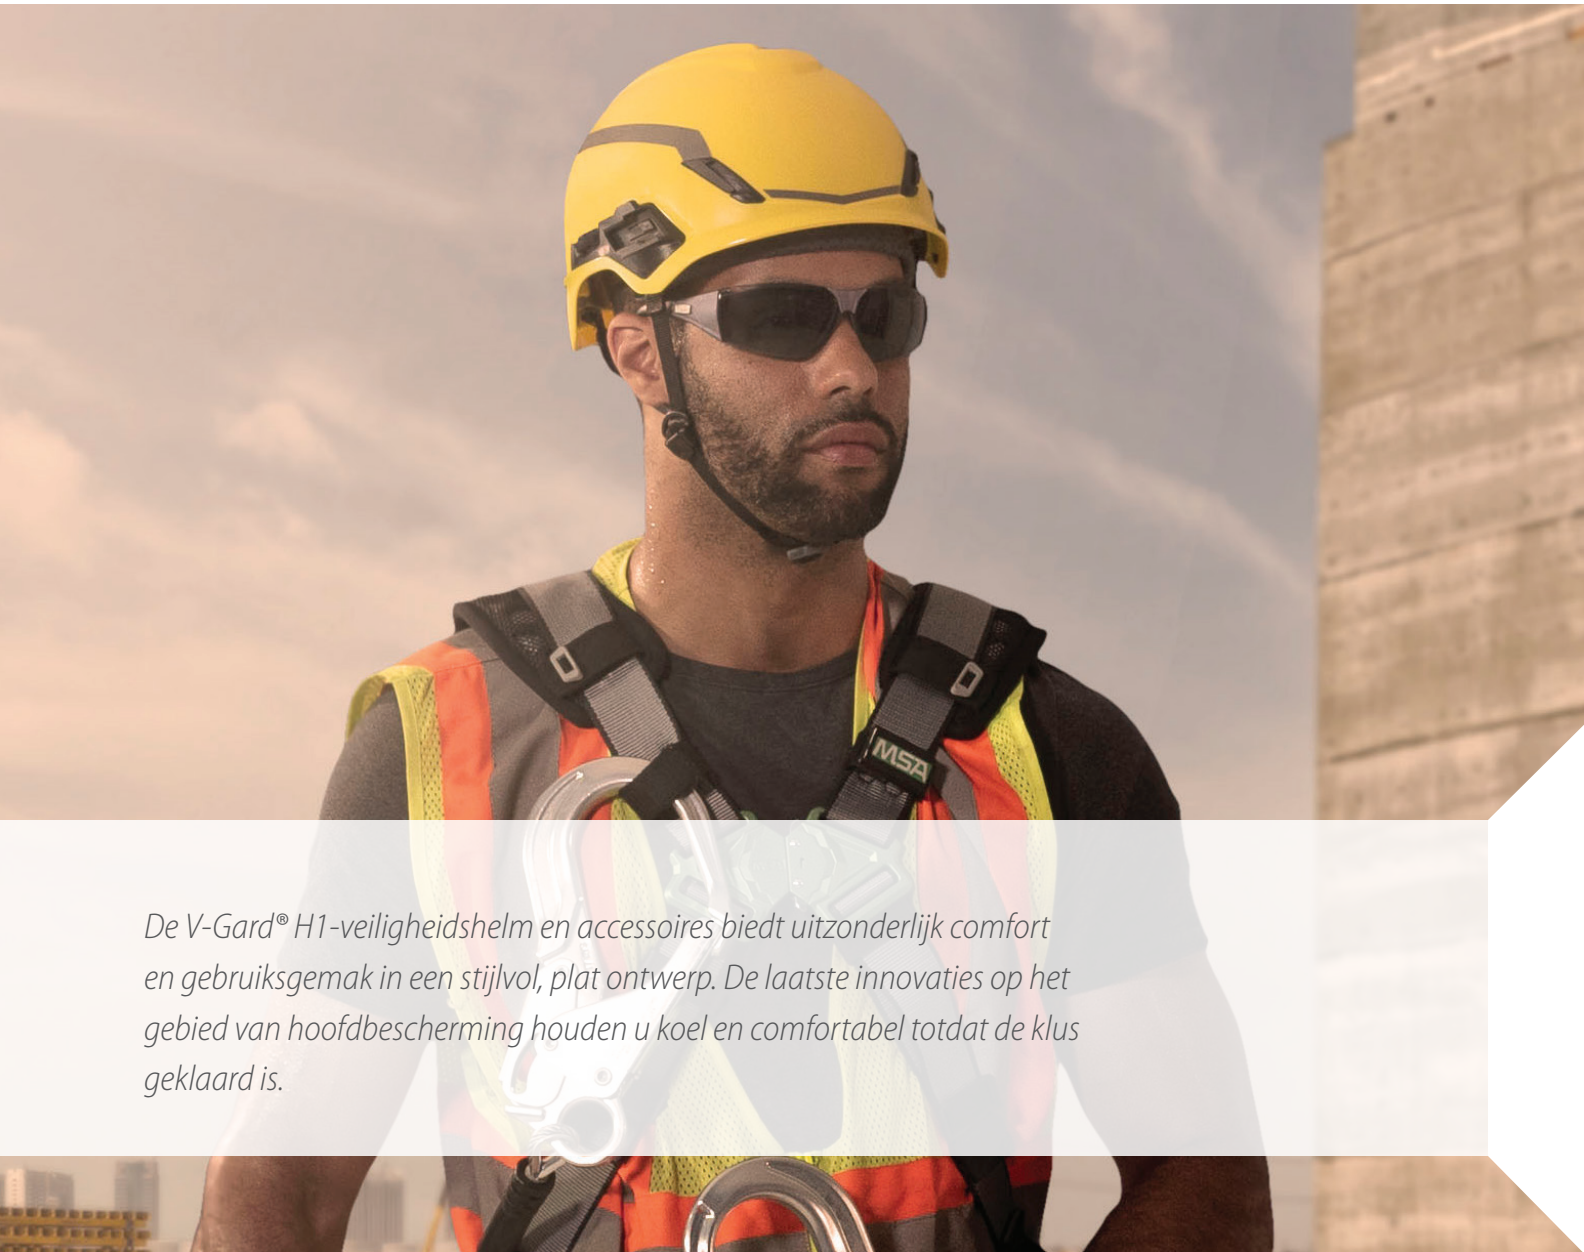 MSA
De V-Gard® H1-veiligheidshelm en accessoires biedt uitzonderlijk comfort
en gebruiksgemak in een stijlvol, plat ontwerp. De laatste innovaties op het
gebied van hoofdbescherming houden u koel en comfortabel totdat de klus
geklaard is.